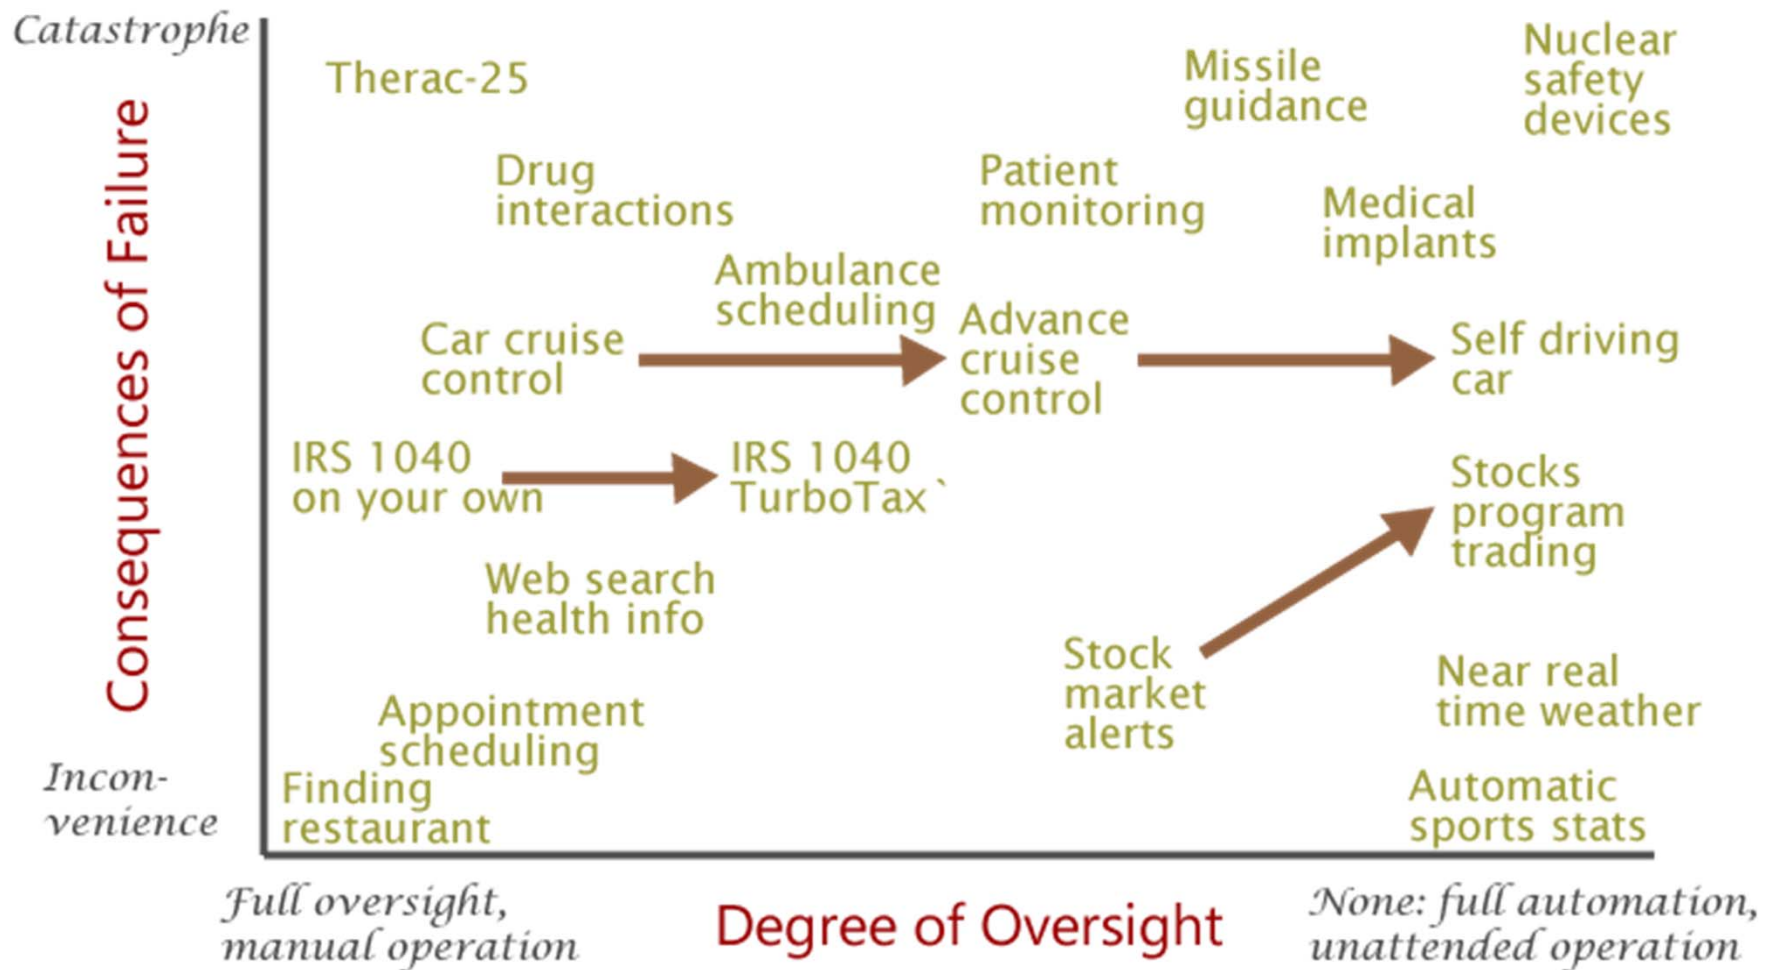 Catastrophe
Consequences of Failure
Incon-
venience
Therac-25
Missile
guidance
Nuclear
safety
devices
Drug
interactions
Patient
monitoring
Medical
implants
Ambulance
scheduling
Car cruise
control
Advance
cruise
control
Self driving
car
IRS 1040
on your own
IRS 1040
TurboTax`
Stocks
program
trading
Web search
health info
Stock
market
alerts
Near real
time weather
Appointment
scheduling
Finding
restaurant
Automatic
sports stats
Full oversight,
manual operation
Degree of Oversight
None: full automation,
unattended operation